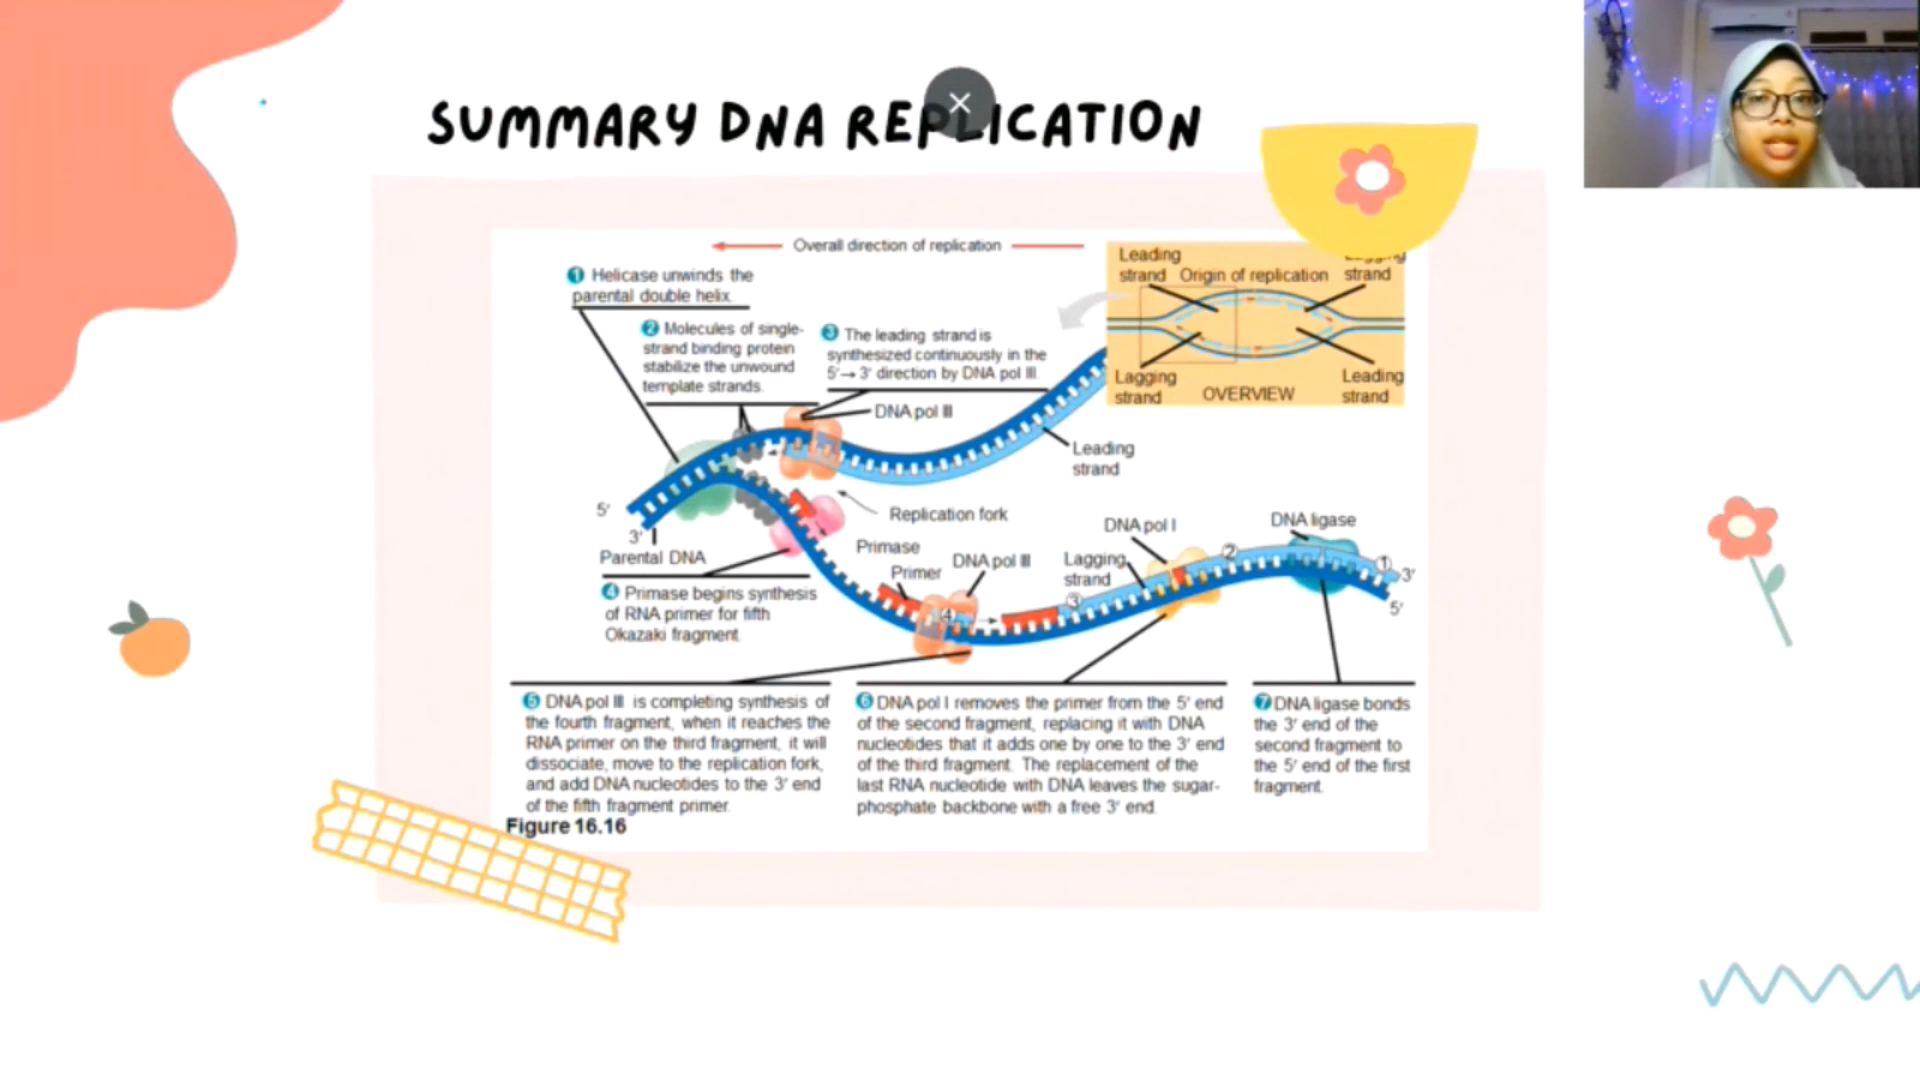 SUMMARY DNA REPLICATION
Overall direction of replication
1 Helicase unwinds the
parental double helix.
2 Molecules of single-
strand binding protein
stabilize the unwound
template strands.
3 The leading strand is
synthesized continuously in the
5′→ 3′ direction by DNA pol III.
Leading
strand
Origin of replication
strand
Lagging
strand
OVERVIEW
Leading
strand
DNA pol III
Leading
strand
Replication fork
5′
3′
Parental DNA
Primase
Primer
DNA pol III
Lagging
strand
DNA pol I
DNA ligase
4
3
2
1
3′
5′
4 Primase begins synthesis
of RNA primer for fifth
Okazaki fragment.
5 DNA pol III is completing synthesis of
the fourth fragment, when it reaches the
RNA primer on the third fragment, it will
dissociate, move to the replication fork,
and add DNA nucleotides to the 3′ end
of the fifth fragment primer.
6 DNA pol I removes the primer from the 5′ end
of the second fragment, replacing it with DNA
nucleotides that it adds one by one to the 3′ end
of the third fragment. The replacement of the
last RNA nucleotide with DNA leaves the sugar-
phosphate backbone with a free 3′ end.
7 DNA ligase bonds
the 3′ end of the
second fragment to
the 5′ end of the first
fragment.
Figure 16.16